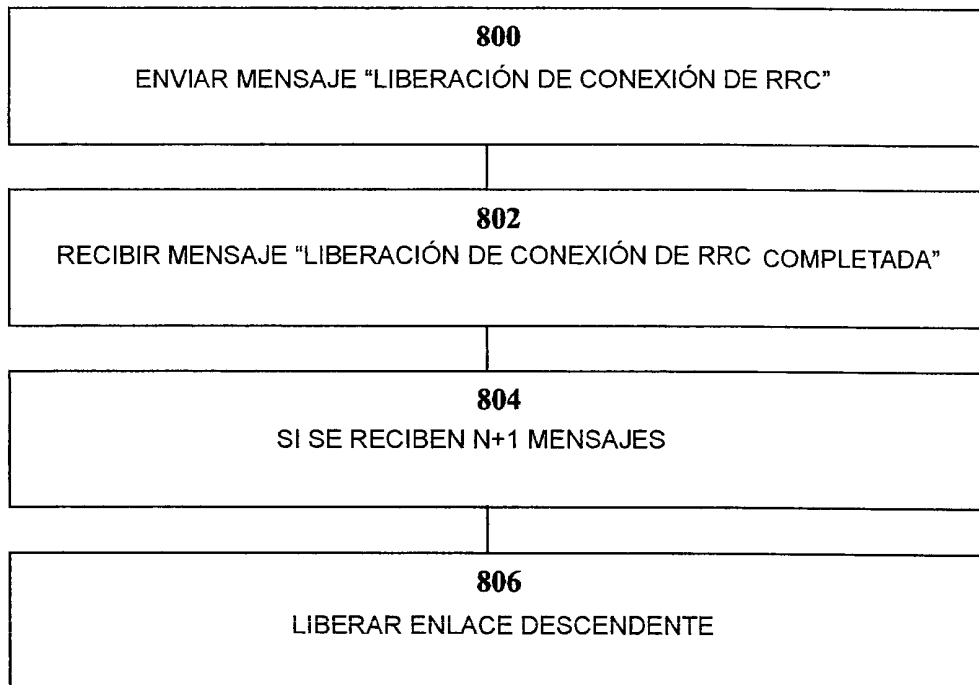 800
ENVIAR MENSAJE “LIBERACIÓN DE CONEXIÓN DE RRC”
802
RECIBIR MENSAJE “LIBERACIÓN DE CONEXIÓN DE RRC COMPLETADA”
804
SI SE RECIBEN N+1 MENSAJES
806
LIBERAR ENLACE DESCENDENTE